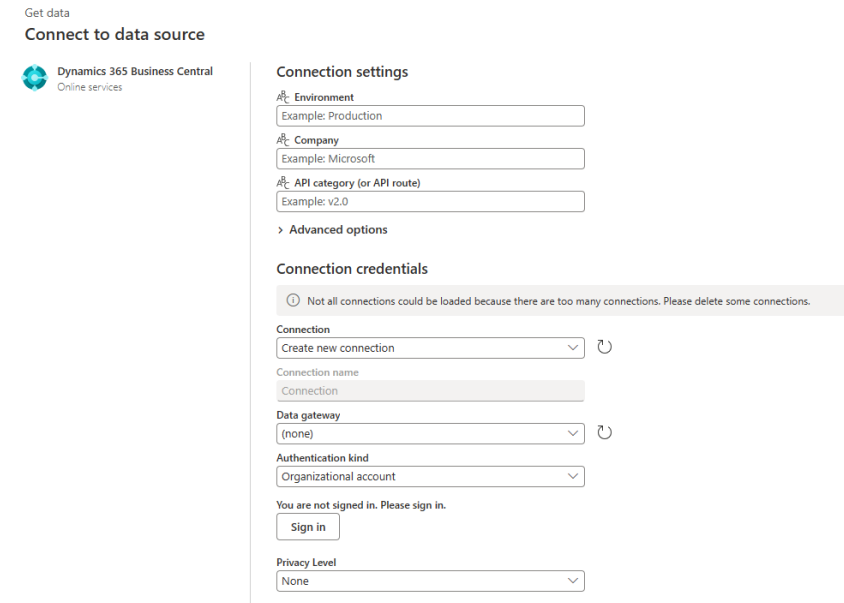 Get data
Connect to data source
Dynamics 365 Business Central
Online services
Connection settings
ABC Environment
Example: Production
ABC Company
Example: Microsoft
ABC API category (or API route)
Example: v2.0
Advanced options
Connection credentials
Not all connections could be loaded because there are too many connections. Please delete some connections.
Connection
Create new connection
Connection name
Connection
Data gateway
(none)
Authentication kind
Organizational account
You are not signed in. Please sign in.
Sign in
Privacy Level
None